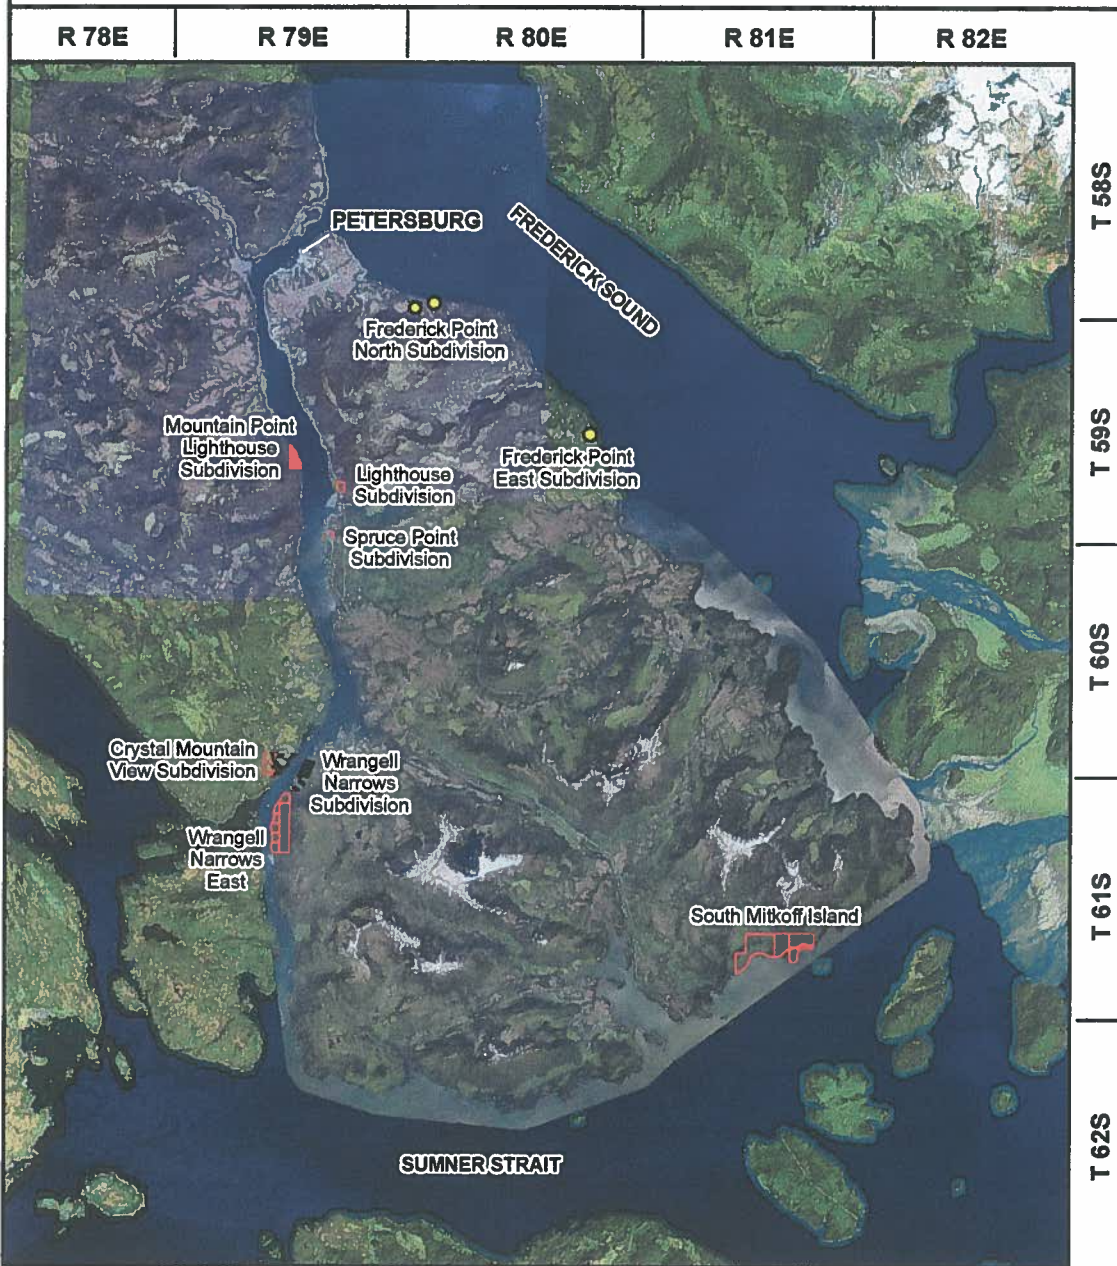 R 78E
R 79E
R 80E
R 81E
R 82E
T 58S
PETERSBURG
FREDERICK SOUND
Frederick Point
North Subdivision
T 59S
Mountain Point
Lighthouse
Subdivision
Frederick Point
East Subdivision
Lighthouse
Subdivision
Spruce Point
Subdivision
T 60S
Crystal Mountain
View Subdivision
Wrangell
Narrows
Subdivision
Wrangell
Narrows
East
T 61S
South Mitkoff Island
T 62S
SUMNER STRAIT